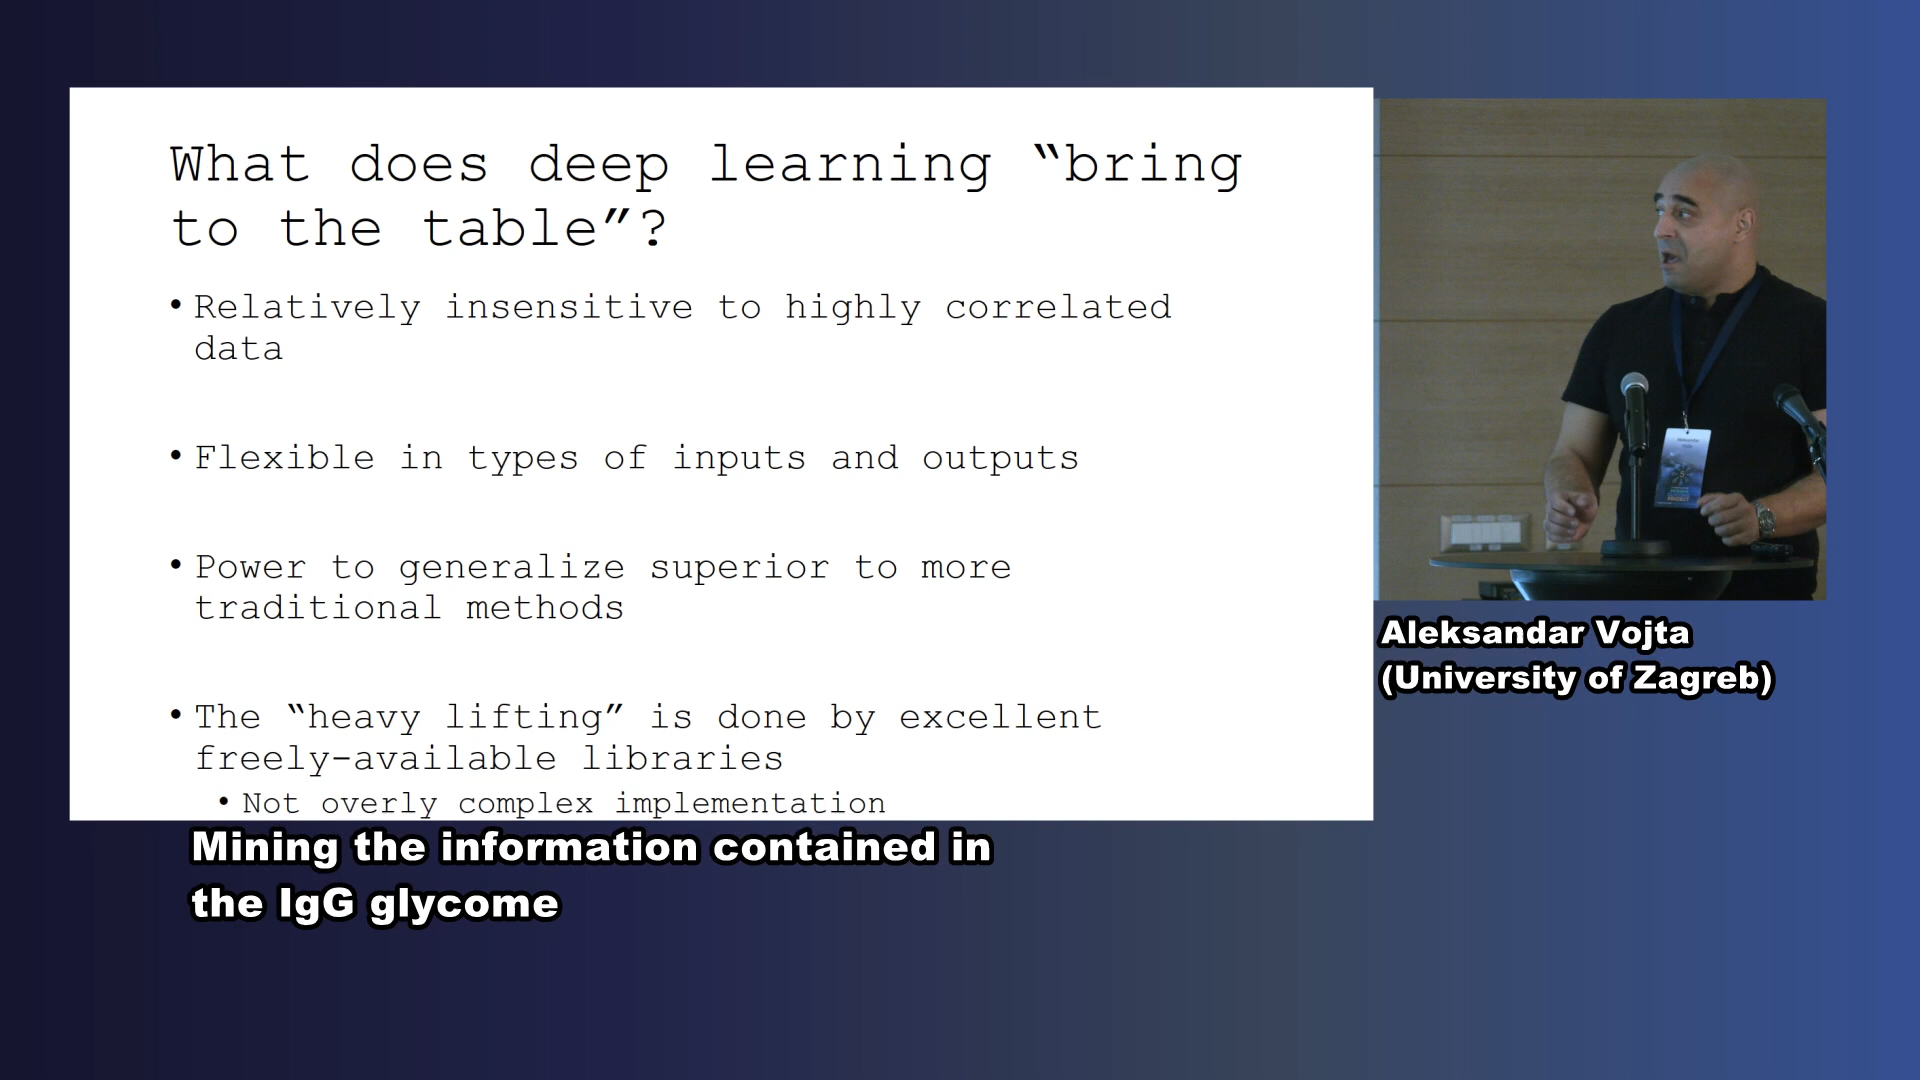 What does deep learning “bring
to the table”?
• Relatively insensitive to highly correlated
data
• Flexible in types of inputs and outputs
• Power to generalize superior to more
traditional methods
• The “heavy lifting” is done by excellent
freely-available libraries
• Not overly complex implementation
Aleksandar Vojta
(University of Zagreb)
Mining the information contained in
the IgG glycome